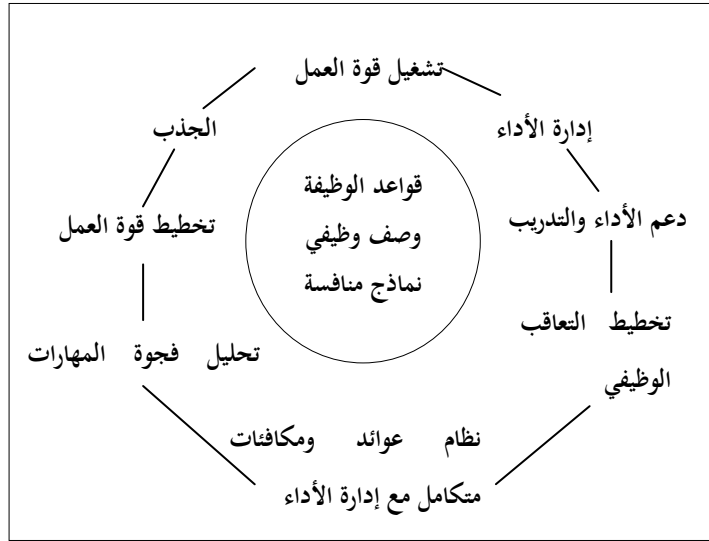 تشغيل قوة العمل
إدارة الأداء
الجذب
قواعد الوظيفة
دعم الأداء والتدريب
تخطيط قوة العمل
وصف وظيفي
نماذج منافسة
تخطيط التعاقب
تحليل فجوة المهارات
الوظيفي
نظام عوائد ومكافئات
متكامل مع إدارة الأداء